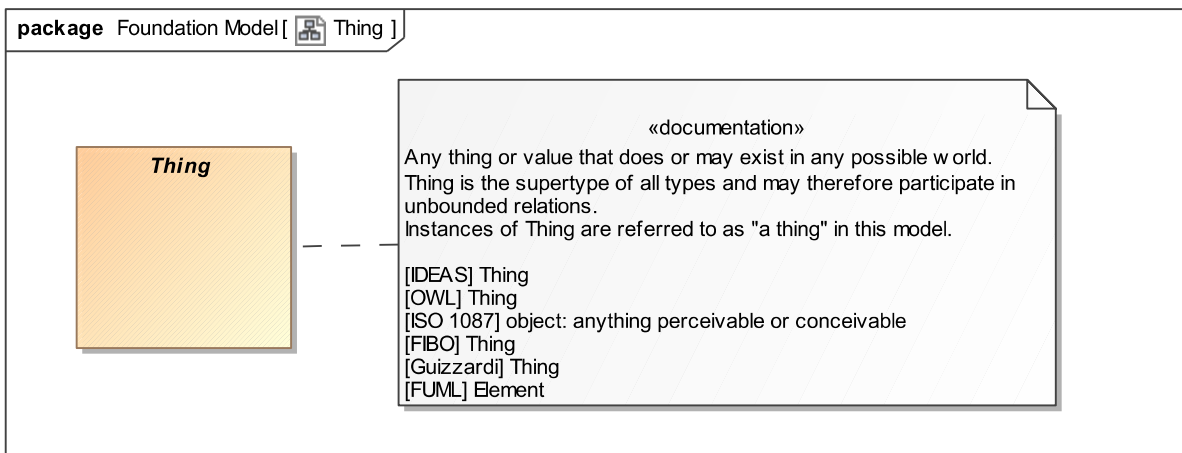 package Foundation Model [ Thing ]
Thing
«documentation»
Any thing or value that does or may exist in any possible world.
Thing is the supertype of all types and may therefore participate in
unbounded relations.
Instances of Thing are referred to as "a thing" in this model.
[IDEAS] Thing
[OWL] Thing
[ISO 1087] object: anything perceivable or conceivable
[FIBO] Thing
[Guizzardi] Thing
[FUML] Element